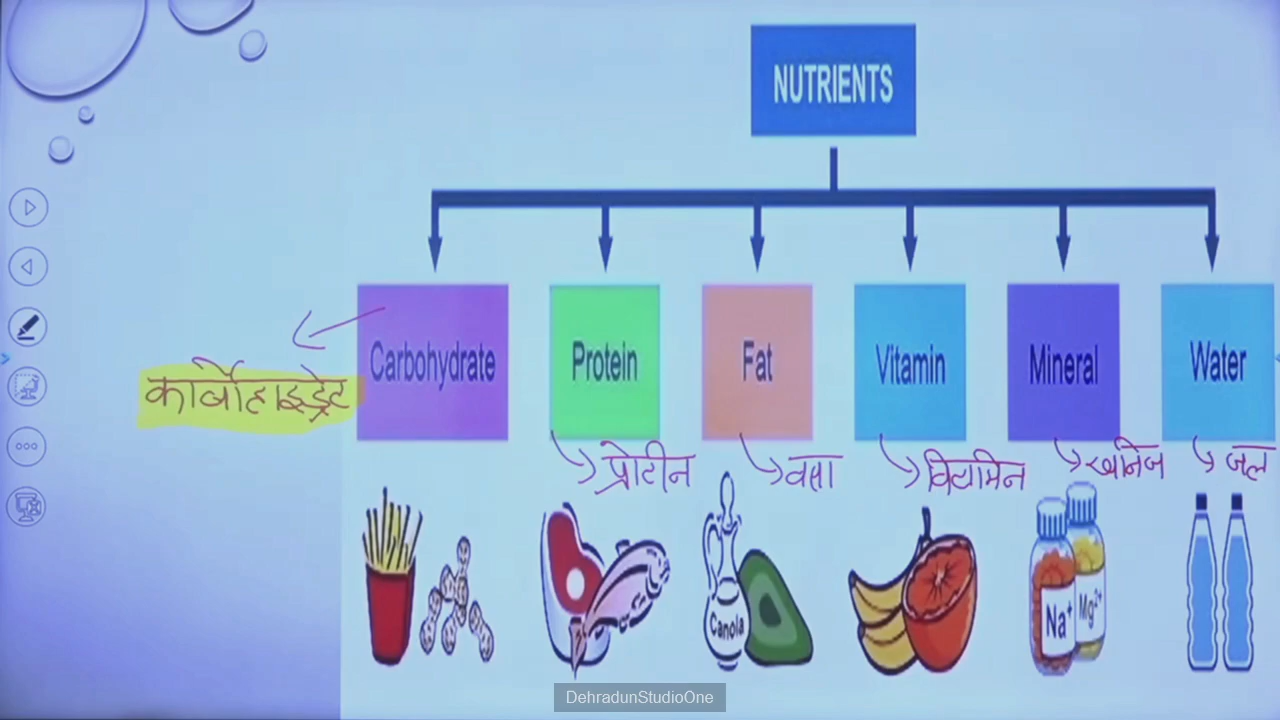 NUTRIENTS
Carbohydrate
Protein
Fat
Vitamin
Mineral
Water
कार्बोहाइड्रेट
प्रोटीन
वसा
विटामिन
खनिज
जल
Canola
Na⁺
Mg²⁺
DehradunStudioOne